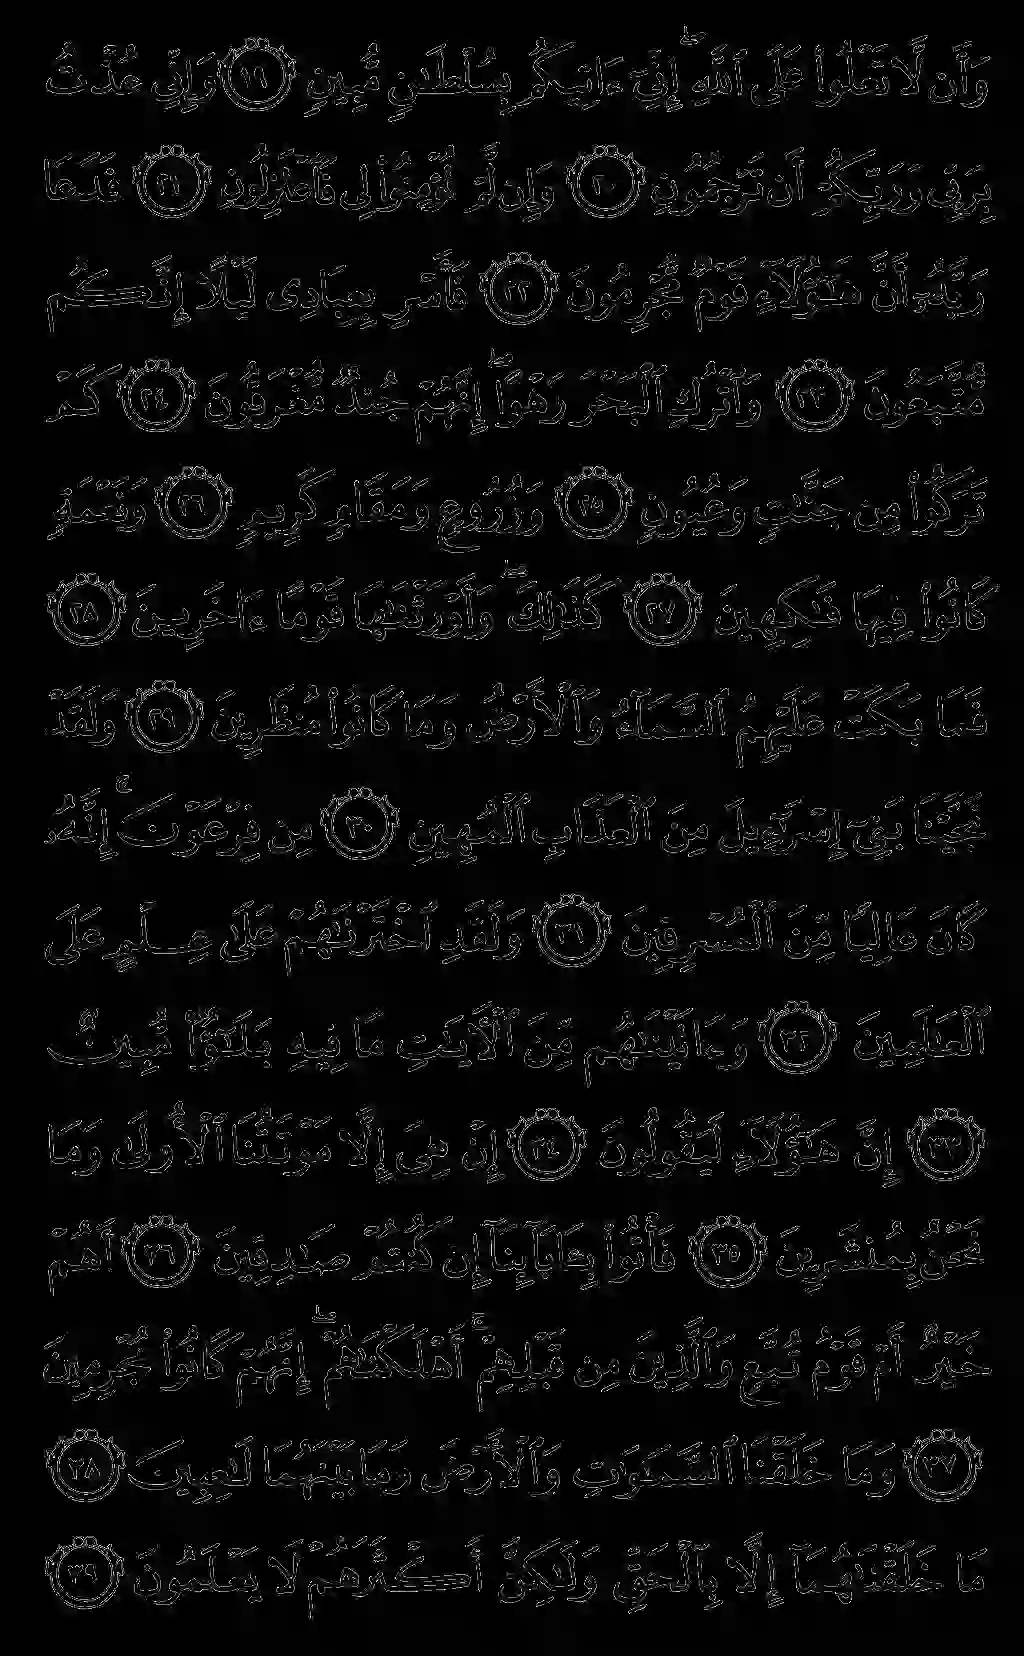 وَأَن لَّا تَعْلُوا۟ عَلَى ٱللَّهِ ۖ إِنِّىٓ ءَاتِيكُم بِسُلْطَـٰنٍ مُّبِينٍ ١٩ وَإِنِّى عُذْتُ
بِرَبِّى وَرَبِّكُمْ أَن تَرْجُمُونِ ٢٠ وَإِن لَّمْ تُؤْمِنُوا۟ لِى فَٱعْتَزِلُونِ ٢١ فَدَعَا
رَبَّهُۥٓ أَنَّ هَـٰٓؤُلَآءِ قَوْمٌ مُّجْرِمُونَ ٢٢ فَأَسْرِ بِعِبَادِى لَيْلًا إِنَّكُم
مُّتَّبَعُونَ ٢٣ وَٱتْرُكِ ٱلْبَحْرَ رَهْوًا ۖ إِنَّهُمْ جُندٌ مُّغْرَقُونَ ٢٤ كَمْ
تَرَكُوا۟ مِن جَنَّـٰتٍ وَعُيُونٍ ٢٥ وَزُرُوعٍ وَمَقَامٍ كَرِيمٍ ٢٦ وَنَعْمَةٍ
كَانُوا۟ فِيهَا فَـٰكِهِينَ ٢٧ كَذَٰلِكَ ۖ وَأَوْرَثْنَـٰهَا قَوْمًا ءَاخَرِينَ ٢٨
فَمَا بَكَتْ عَلَيْهِمُ ٱلسَّمَآءُ وَٱلْأَرْضُ وَمَا كَانُوا۟ مُنظَرِينَ ٢٩ وَلَقَدْ
نَجَّيْنَا بَنِىٓ إِسْرَٰٓءِيلَ مِنَ ٱلْعَذَابِ ٱلْمُهِينِ ٣٠ مِن فِرْعَوْنَ ۚ إِنَّهُۥ
كَانَ عَالِيًا مِّنَ ٱلْمُسْرِفِينَ ٣١ وَلَقَدِ ٱخْتَرْنَـٰهُمْ عَلَىٰ عِلْمٍ عَلَى
ٱلْعَـٰلَمِينَ ٣٢ وَءَاتَيْنَـٰهُم مِّنَ ٱلْـَٔايَـٰتِ مَا فِيهِ بَلَـٰٓؤٌا۟ مُّبِينٌ
٣٣ إِنَّ هَـٰٓؤُلَآءِ لَيَقُولُونَ ٣٤ إِنْ هِىَ إِلَّا مَوْتَتُنَا ٱلْأُولَىٰ وَمَا
نَحْنُ بِمُنشَرِينَ ٣٥ فَأْتُوا۟ بِـَٔابَآئِنَآ إِن كُنتُمْ صَـٰدِقِينَ ٣٦ أَهُمْ
خَيْرٌ أَمْ قَوْمُ تُبَّعٍ وَٱلَّذِينَ مِن قَبْلِهِمْ ۚ أَهْلَكْنَـٰهُمْ ۖ إِنَّهُمْ كَانُوا۟ مُجْرِمِينَ
٣٧ وَمَا خَلَقْنَا ٱلسَّمَـٰوَٰتِ وَٱلْأَرْضَ وَمَا بَيْنَهُمَا لَـٰعِبِينَ ٣٨
مَا خَلَقْنَـٰهُمَآ إِلَّا بِٱلْحَقِّ وَلَـٰكِنَّ أَكْثَرَهُمْ لَا يَعْلَمُونَ ٣٩